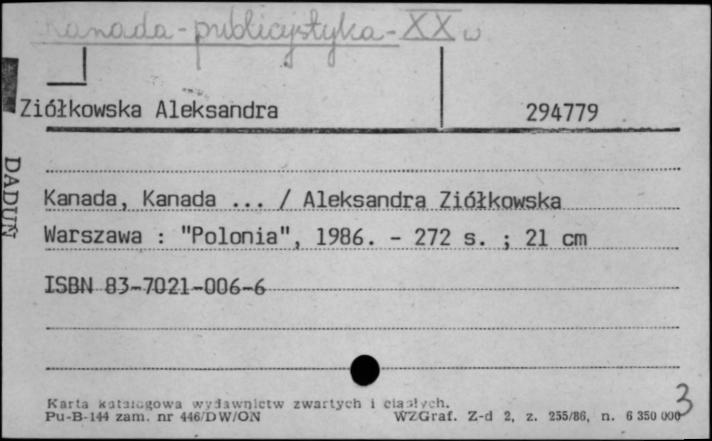 Kanada - publicystyka - XX w
Ziółkowska Aleksandra 294779
DADUŃ
Kanada, Kanada ... / Aleksandra Ziółkowska
Warszawa : "Polonia", 1986. - 272 s. ; 21 cm
ISBN 83-7021-006-6
3
Karta katalogowa wydawnictw zwartych i ciągłych.
Pu-B-144 zam. nr 446/DW/ON WZGraf. Z-d 2, z. 255/86, n. 6 350 000